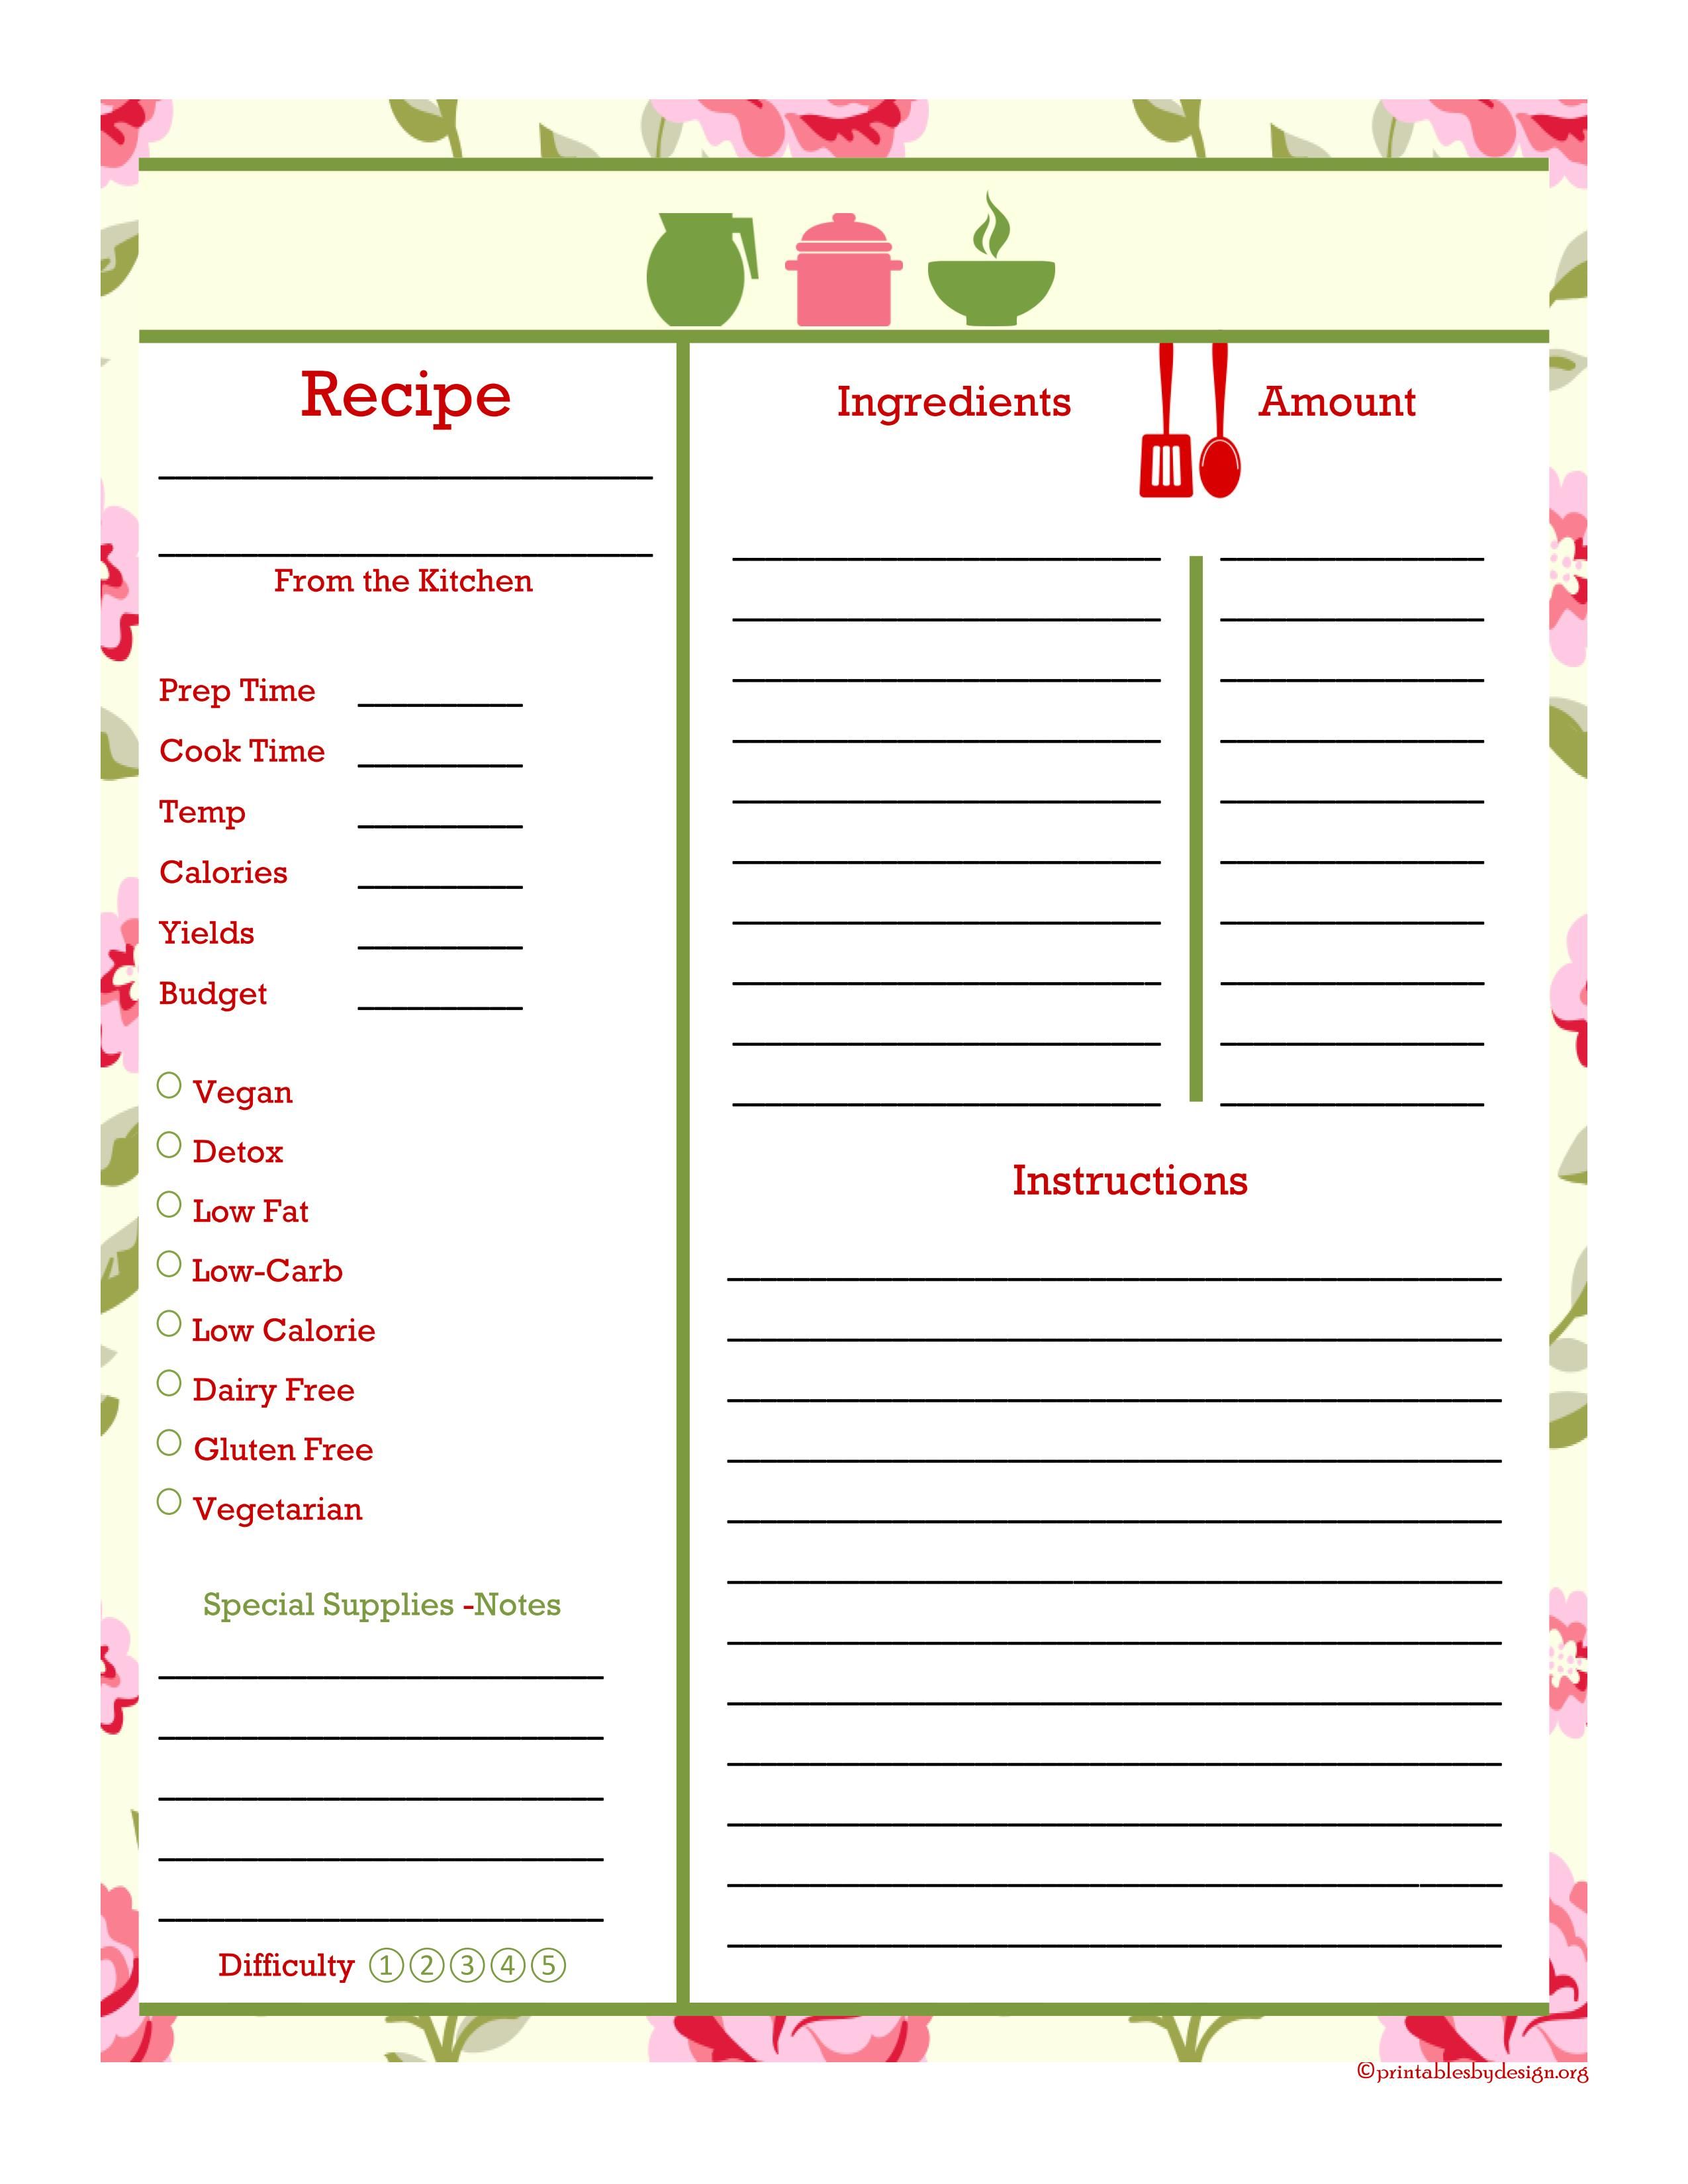 Recipe
From the Kitchen
Prep Time
Cook Time
Temp
Calories
Yields
Budget
Vegan
Detox
Low Fat
Low-Carb
Low Calorie
Dairy Free
Gluten Free
Vegetarian
Special Supplies -Notes
Difficulty ①②③④⑤
Ingredients Amount
Instructions
©printablesbydesign.org